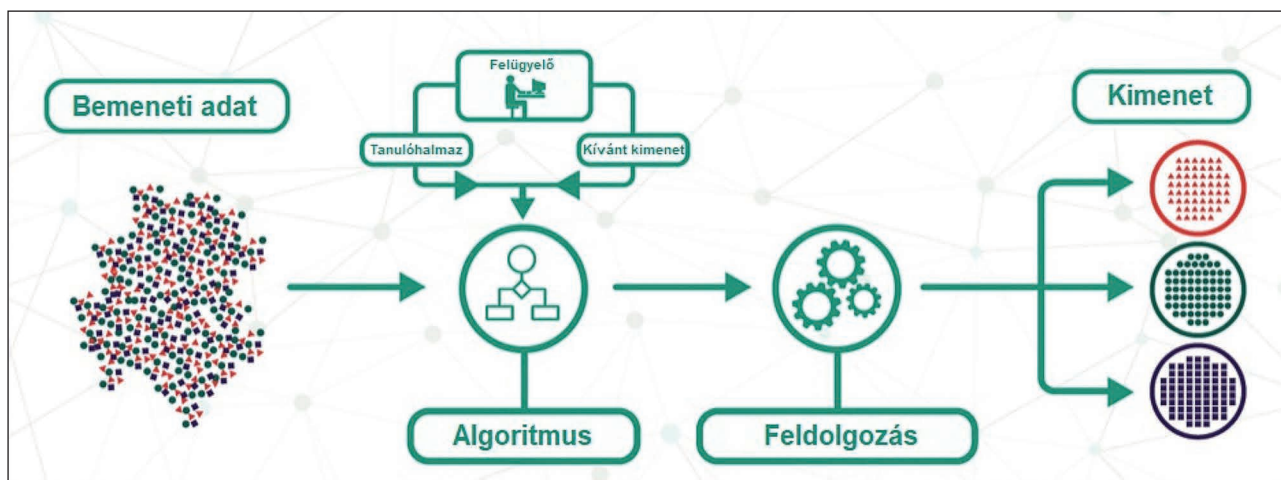 Bemeneti adat
Felügyelő
Tanulóhalmaz
Kívánt kimenet
Algoritmus
Feldolgozás
Kimenet